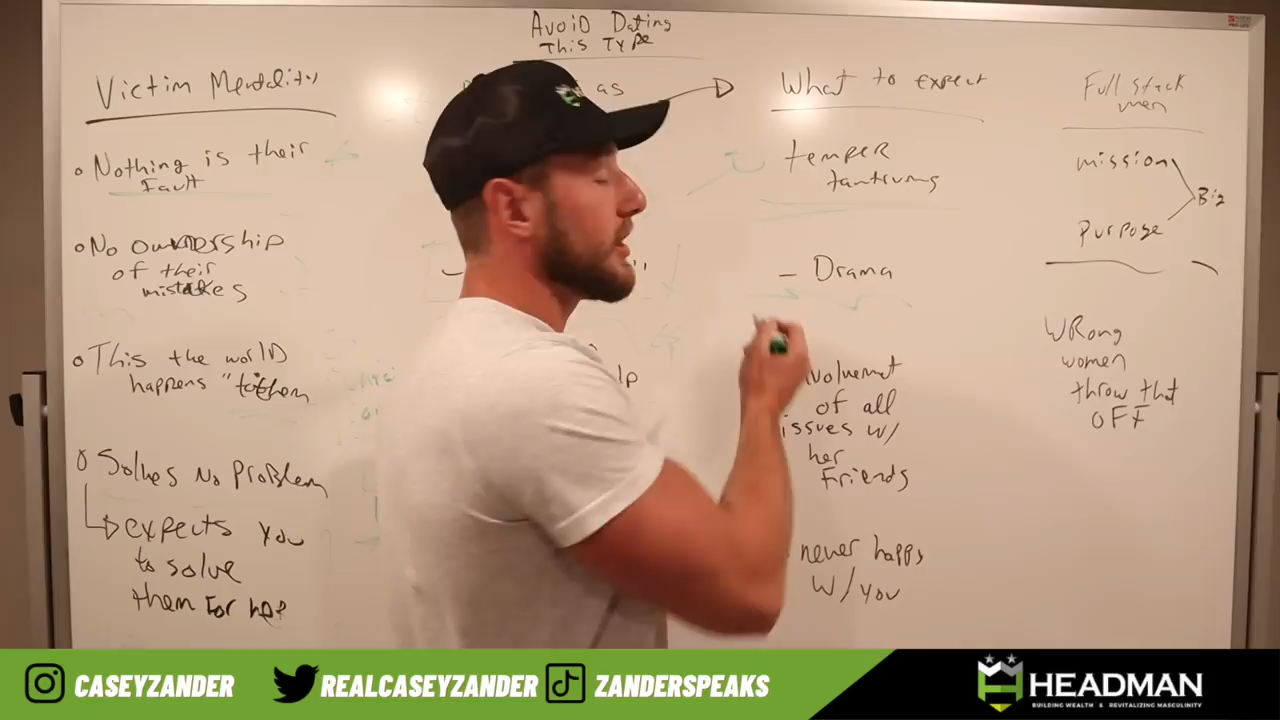 Avoid Dating
This Type
Victim Mentality
Nothing is their
Fault
No ownership
of their
mistakes
This the world
happens "to them
Solves No Problem
expects you
to solve
them for her
as
What to expect
temper
tantrums
- Drama
of all
issues w/
her
Friends
never happy
w/ you
Full stack
men
mission
Purpose
Big
Wrong
women
throw that
OFF
CASEYZANDER
REALCASEYZANDER
ZANDERSPEAKS
HEADMAN
BUILDING WEALTH & REVITALIZING MASCULINITY